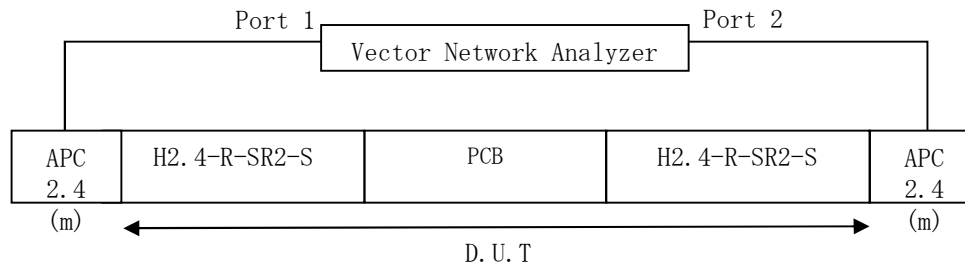 Port 1
Port 2
Vector Network Analyzer
APC
2.4
(m)
H2.4-R-SR2-S
PCB
H2.4-R-SR2-S
APC
2.4
(m)
D.U.T